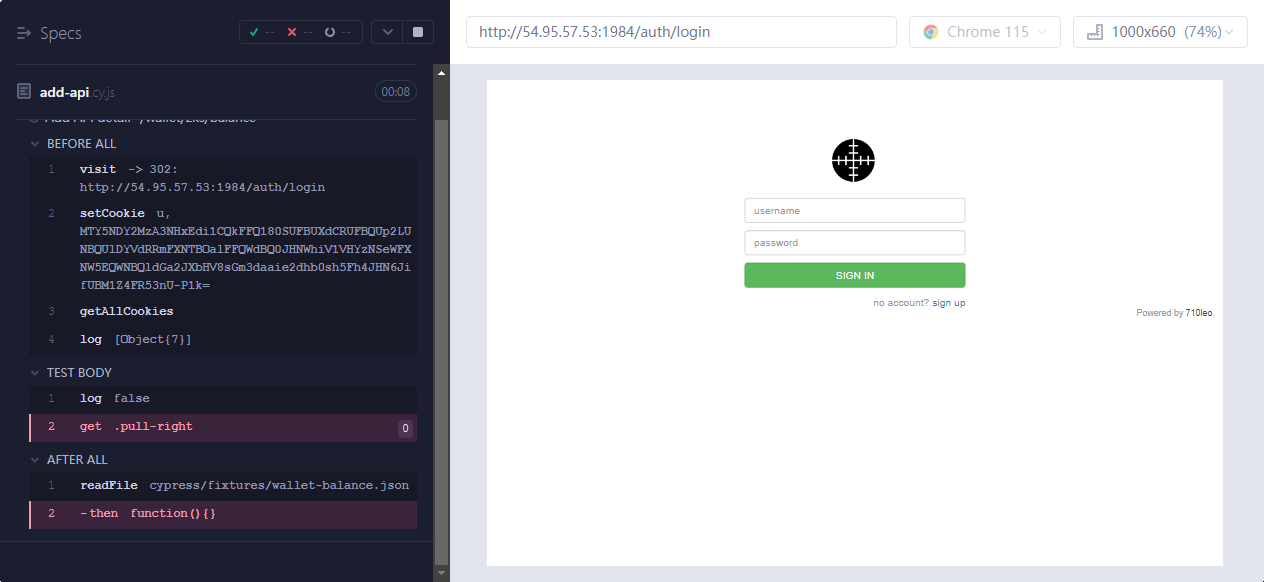 Specs
-- -- --
add-api.cy.js
00:08
Add API detail /wallet/zks/balance
BEFORE ALL
1 visit -> 302:
http://54.95.57.53:1984/auth/login
2 setCookie u,
3 getAllCookies
4 log [Object{7}]
TEST BODY
1 log false
2 get .pull-right 0
AFTER ALL
1 readFile cypress/fixtures/wallet-balance.json
2 -then function(){}
http://54.95.57.53:1984/auth/login
Chrome 115
1000x660 (74%)
username
password
SIGN IN
no account? sign up
Powered by 710leo